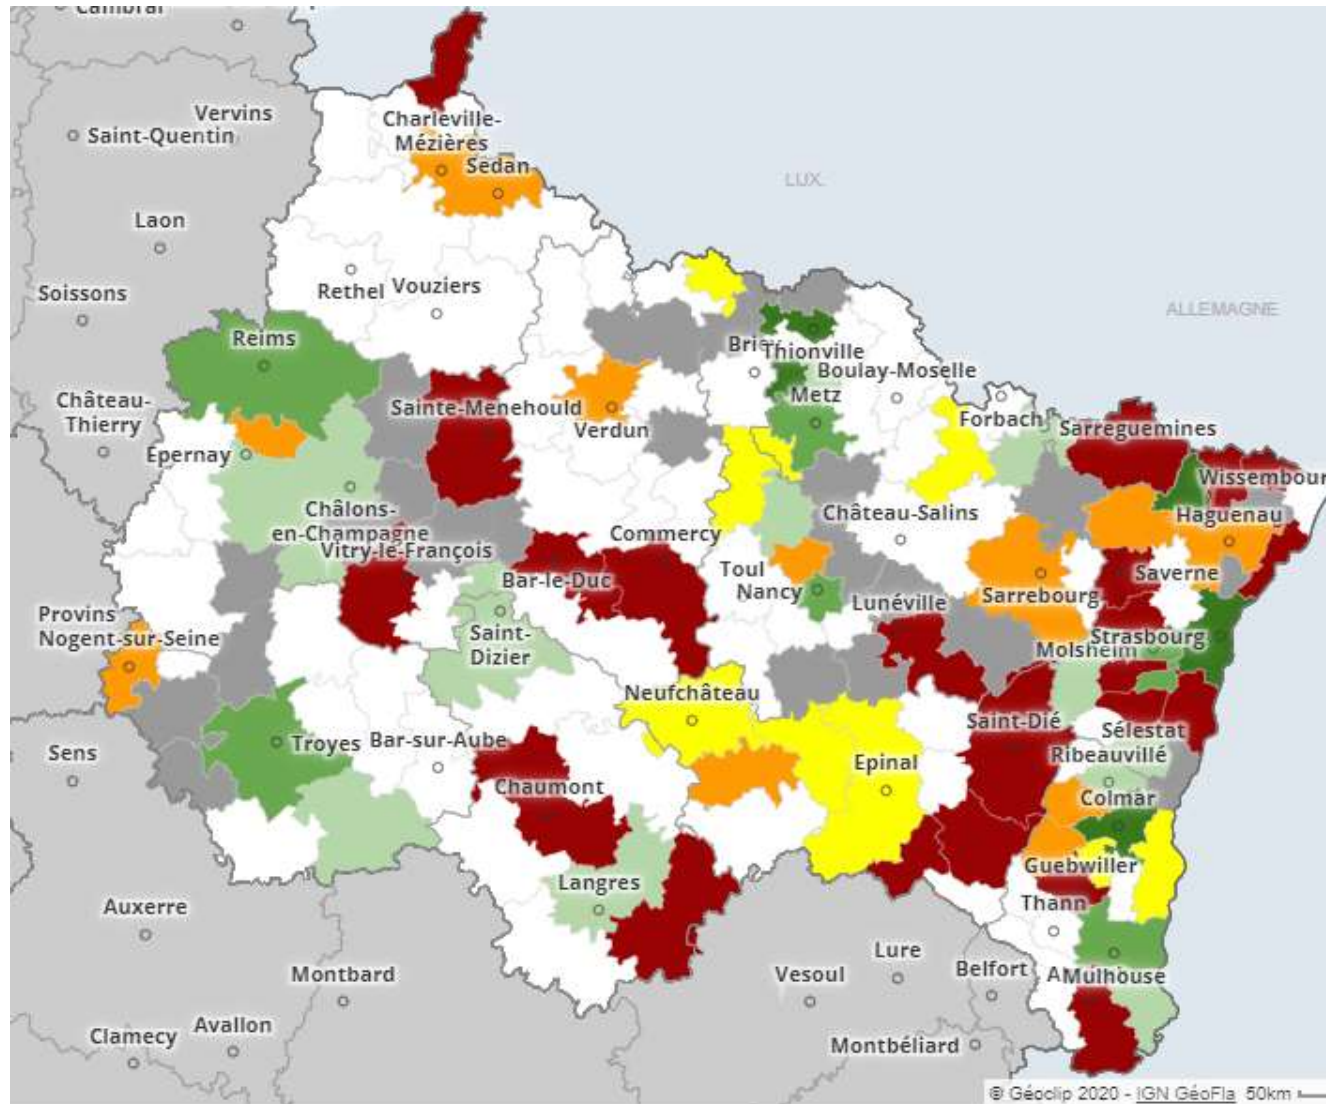 Cambrai
Vervins
Saint-Quentin
Charleville-
Mézières
Sedan
LUX.
Laon
Soissons
Rethel
Vouziers
ALLEMAGNE
Reims
Thionville
Boulay-Moselle
Château-
Thierry
Sainte-Menehould
Metz
Forbach
Verdun
Sarreguemines
Épernay
Wissembour
Châlons-
en-Champagne
Château-Salins
Haguenau
Vitry-le-François
Commercy
Bar-le-Duc
Toul
Nancy
Saverne
Sarrebourg
Lunéville
Provins
Nogent-sur-Seine
Saint-
Dizier
Molsheim
Strasbourg
Neufchâteau
Saint-Dié
Sélestat
Sens
Troyes
Bar-sur-Aube
Ribeauvillé
Epinal
Chaumont
Colmar
Guebwiller
Langres
Thann
Auxerre
Montbard
Vesoul
Lure
Belfort
Mulhouse
Clamecy
Avallon
Montbéliard
© Géoclip 2020 - IGN GéoFla 50km